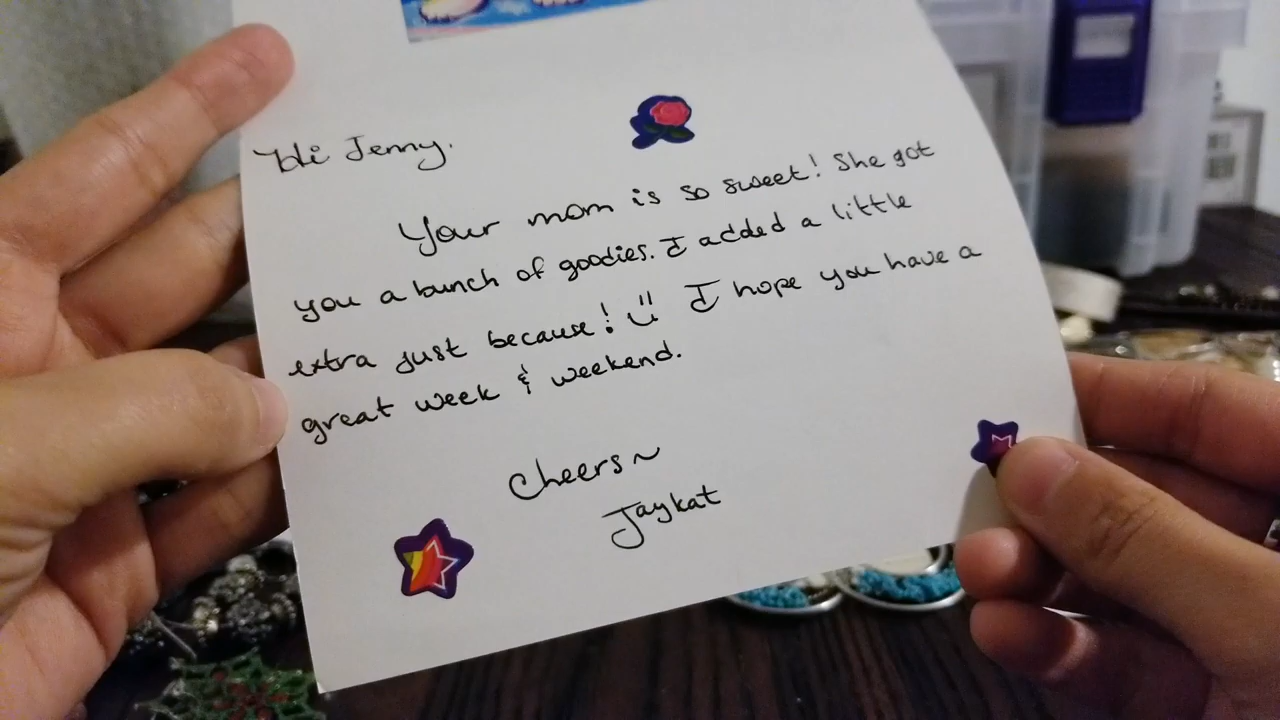 Hi Jenny.
Your mom is so sweet! She got
you a bunch of goodies. I added a little
extra just because! I hope you have a
great week & weekend.
Cheers~
Jaykat